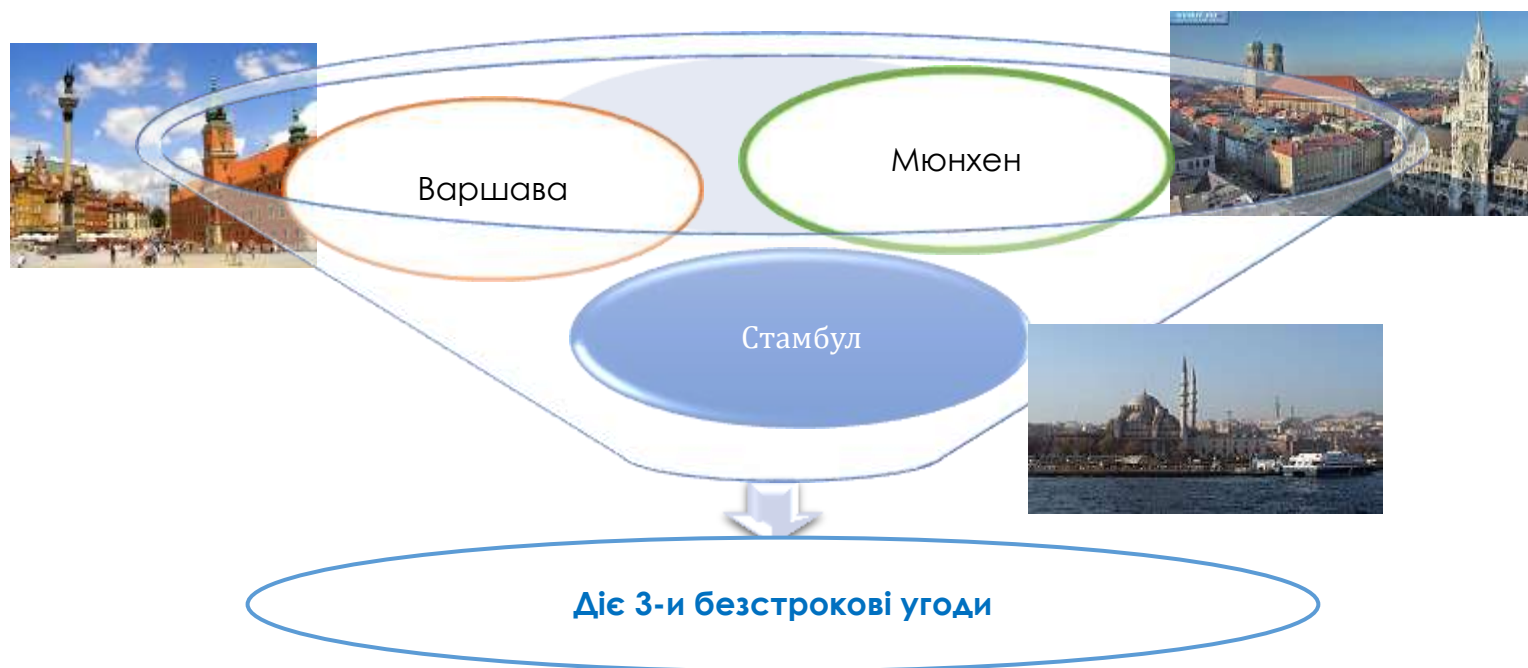 Варшава
Мюнхен
Стамбул
Діє 3-и безстрокові угоди